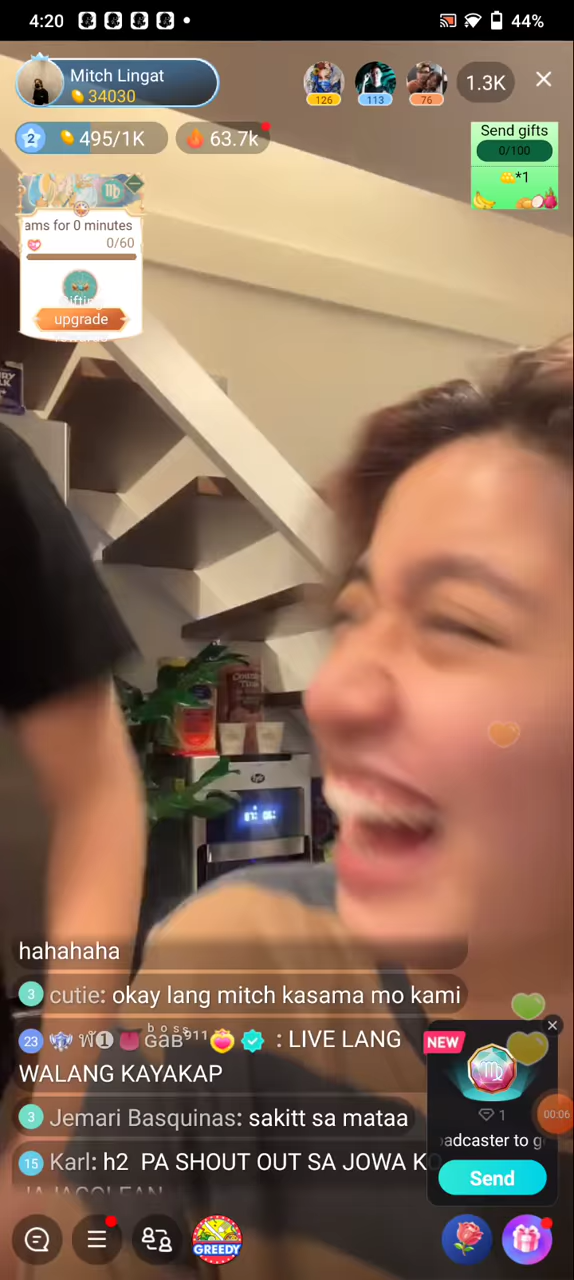 4:20
44%
Mitch Lingat
34030
126
113
76
1.3K
2
495/1K
63.7k
Send gifts
0/100
*1
ams for 0 minutes
0/60
upgrade
hahahaha
3 cutie: okay lang mitch kasama mo kami
: LIVE LANG
WALANG KAYAKAP
3 Jemari Basquinas: sakitt sa mataa
15 Karl: h2 PA SHOUT OUT SA JOWA KO
NEW
1
00:06
oadcaster to g
Send
GREEDY